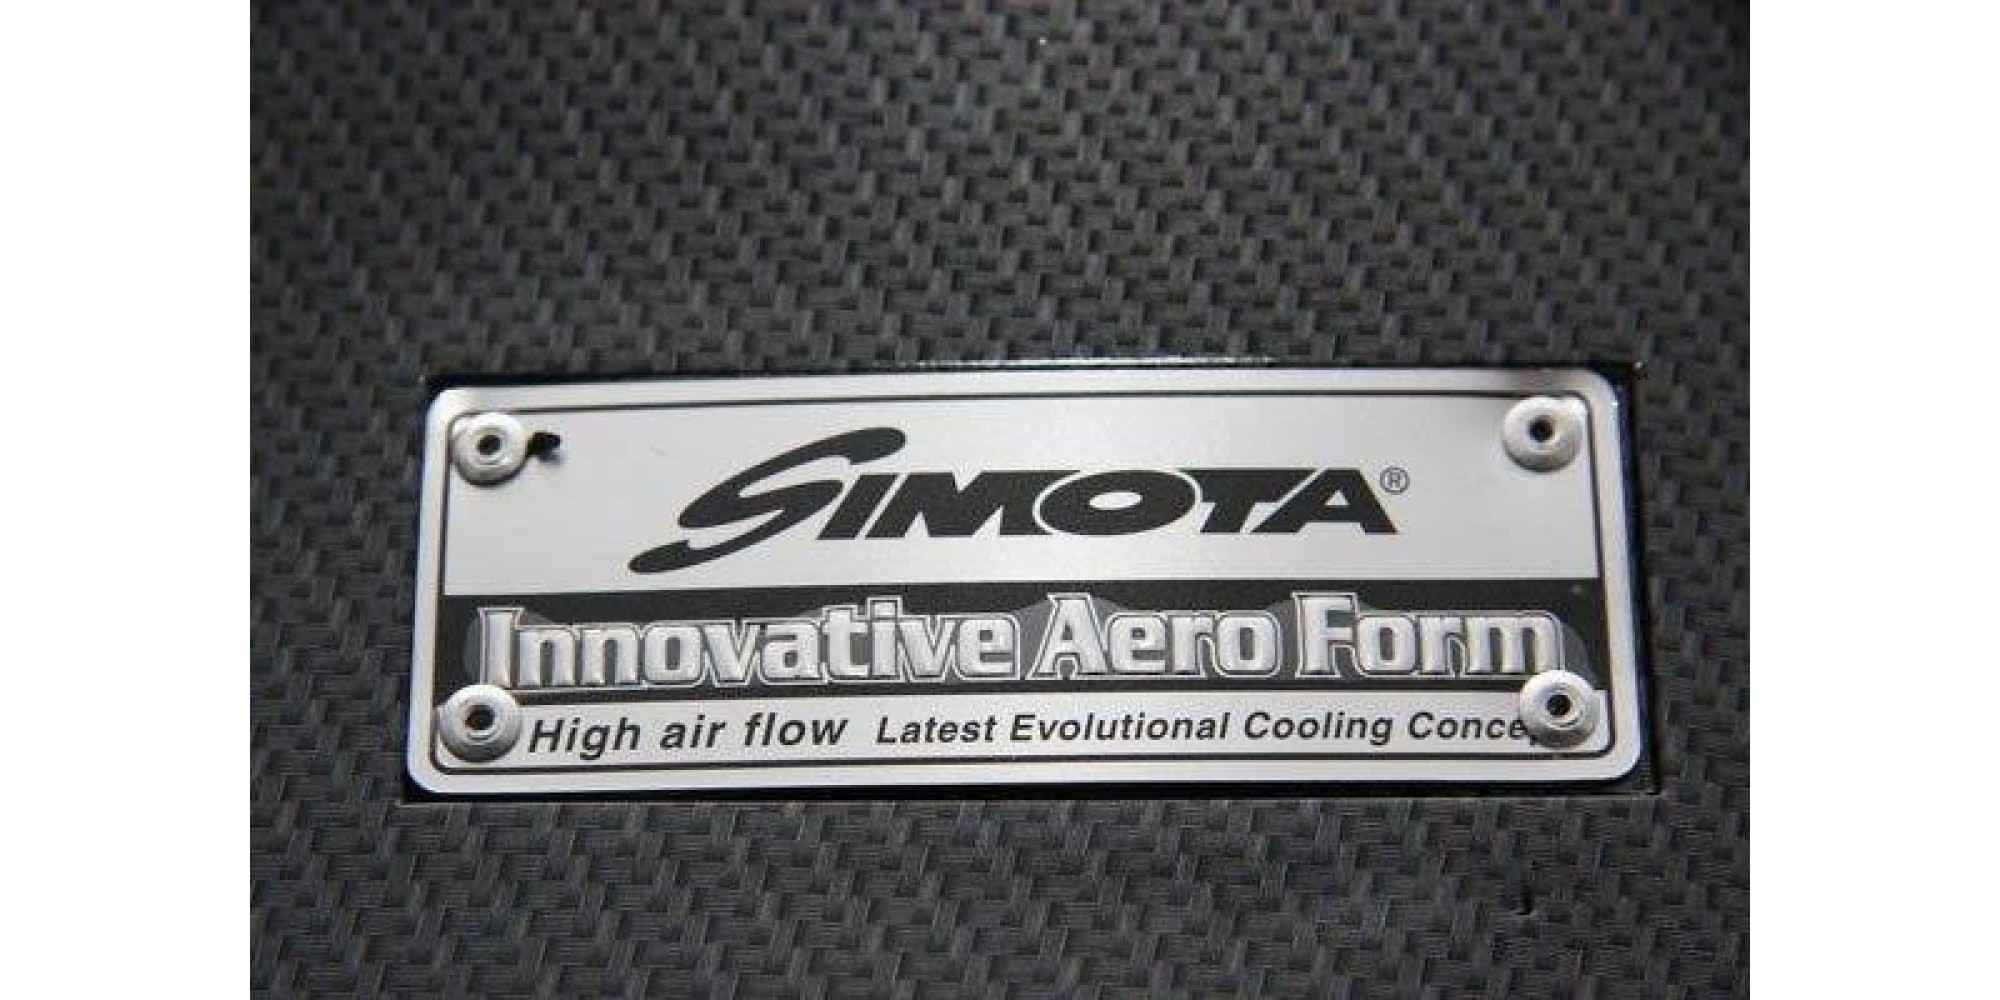 SIMOTA®
Innovative Aero Form
High air flow Latest Evolutional Cooling